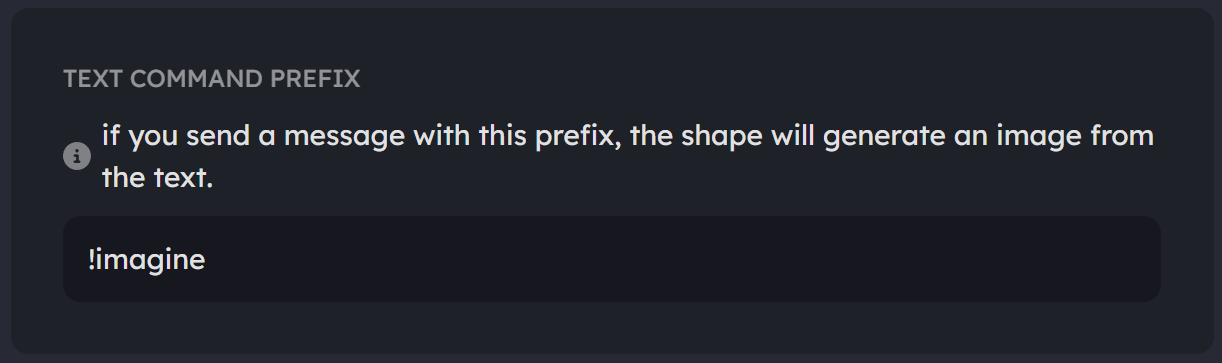 TEXT COMMAND PREFIX
if you send a message with this prefix, the shape will generate an image from
the text.
!imagine